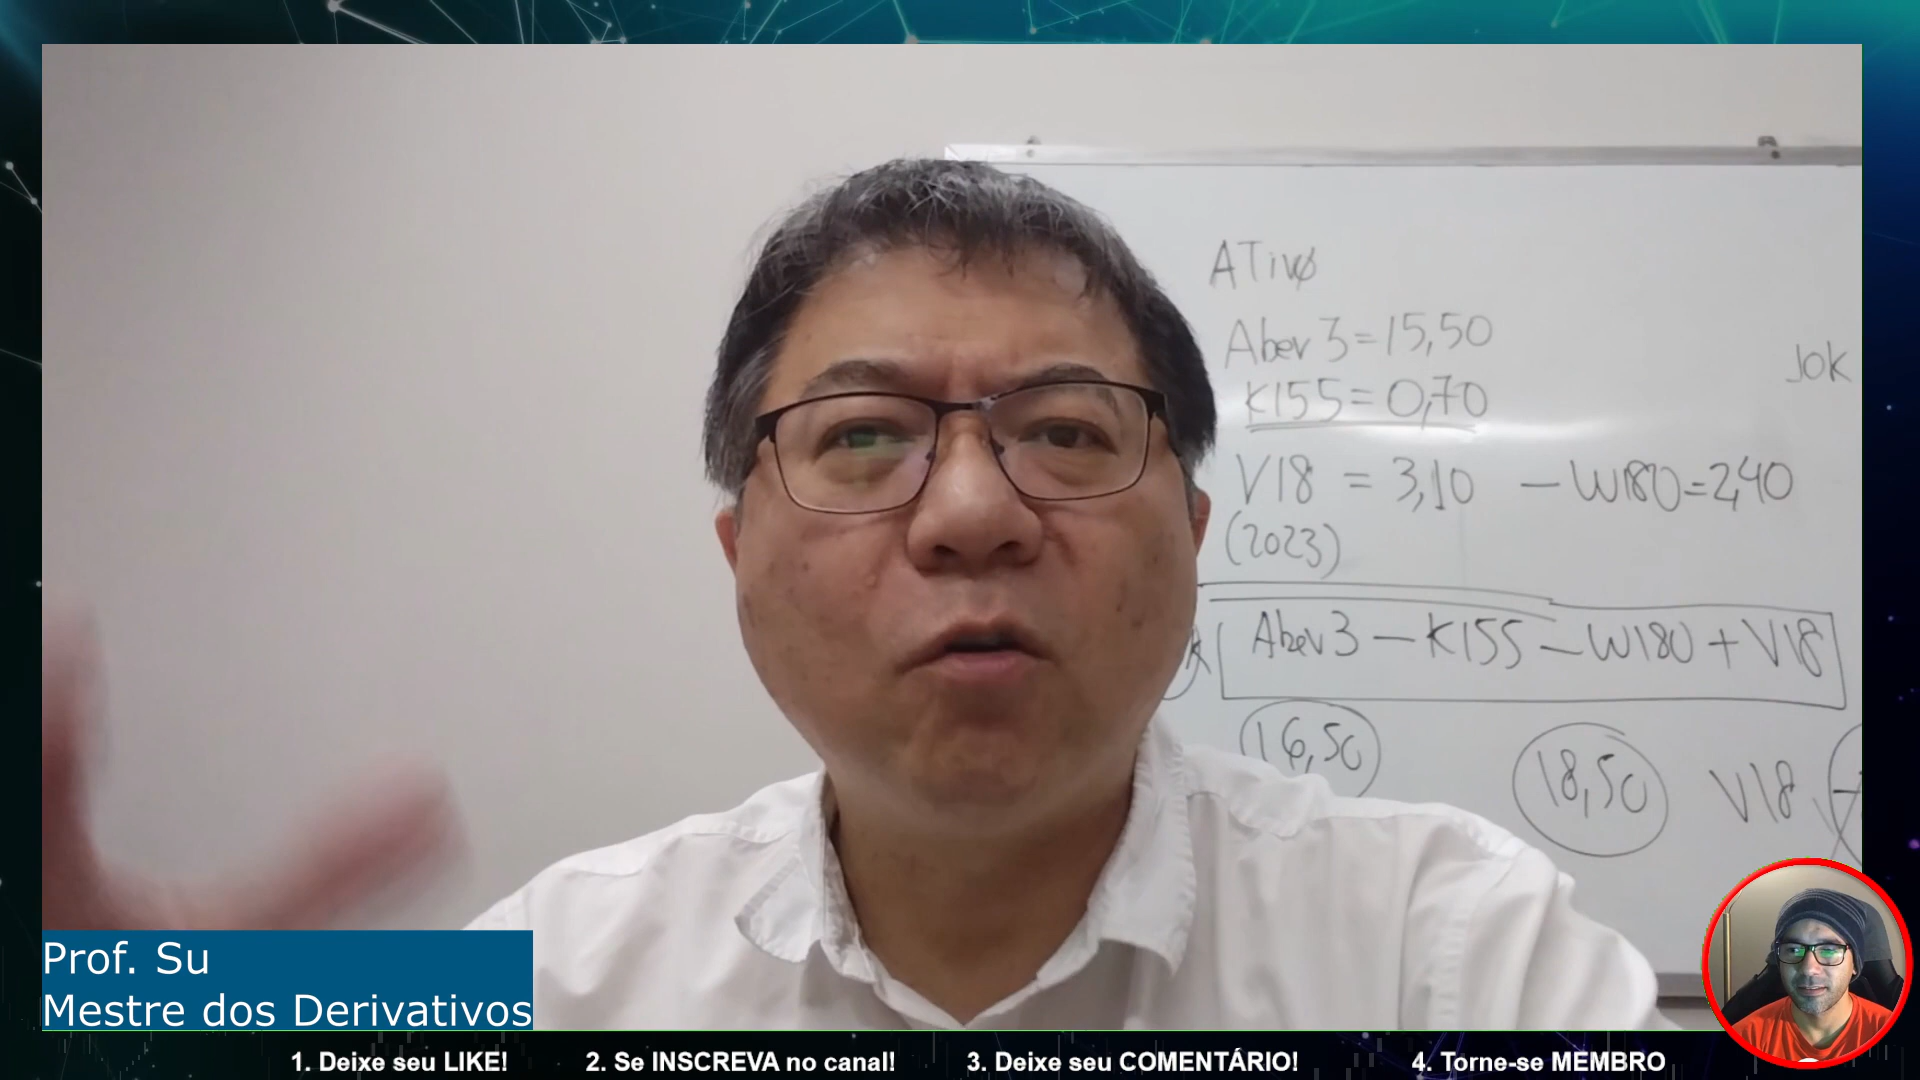 ATivo
Abev3=15,50
K155=0,70
JOK
V18 = 3,10 - W180=2,40
(2023)
Abev3 - K155 - W180 + V18
16,50
18,50
V18
Prof. Su
Mestre dos Derivativos
1. Deixe seu LIKE! 2. Se INSCREVA no canal! 3. Deixe seu COMENTÁRIO! 4. Torne-se MEMBRO